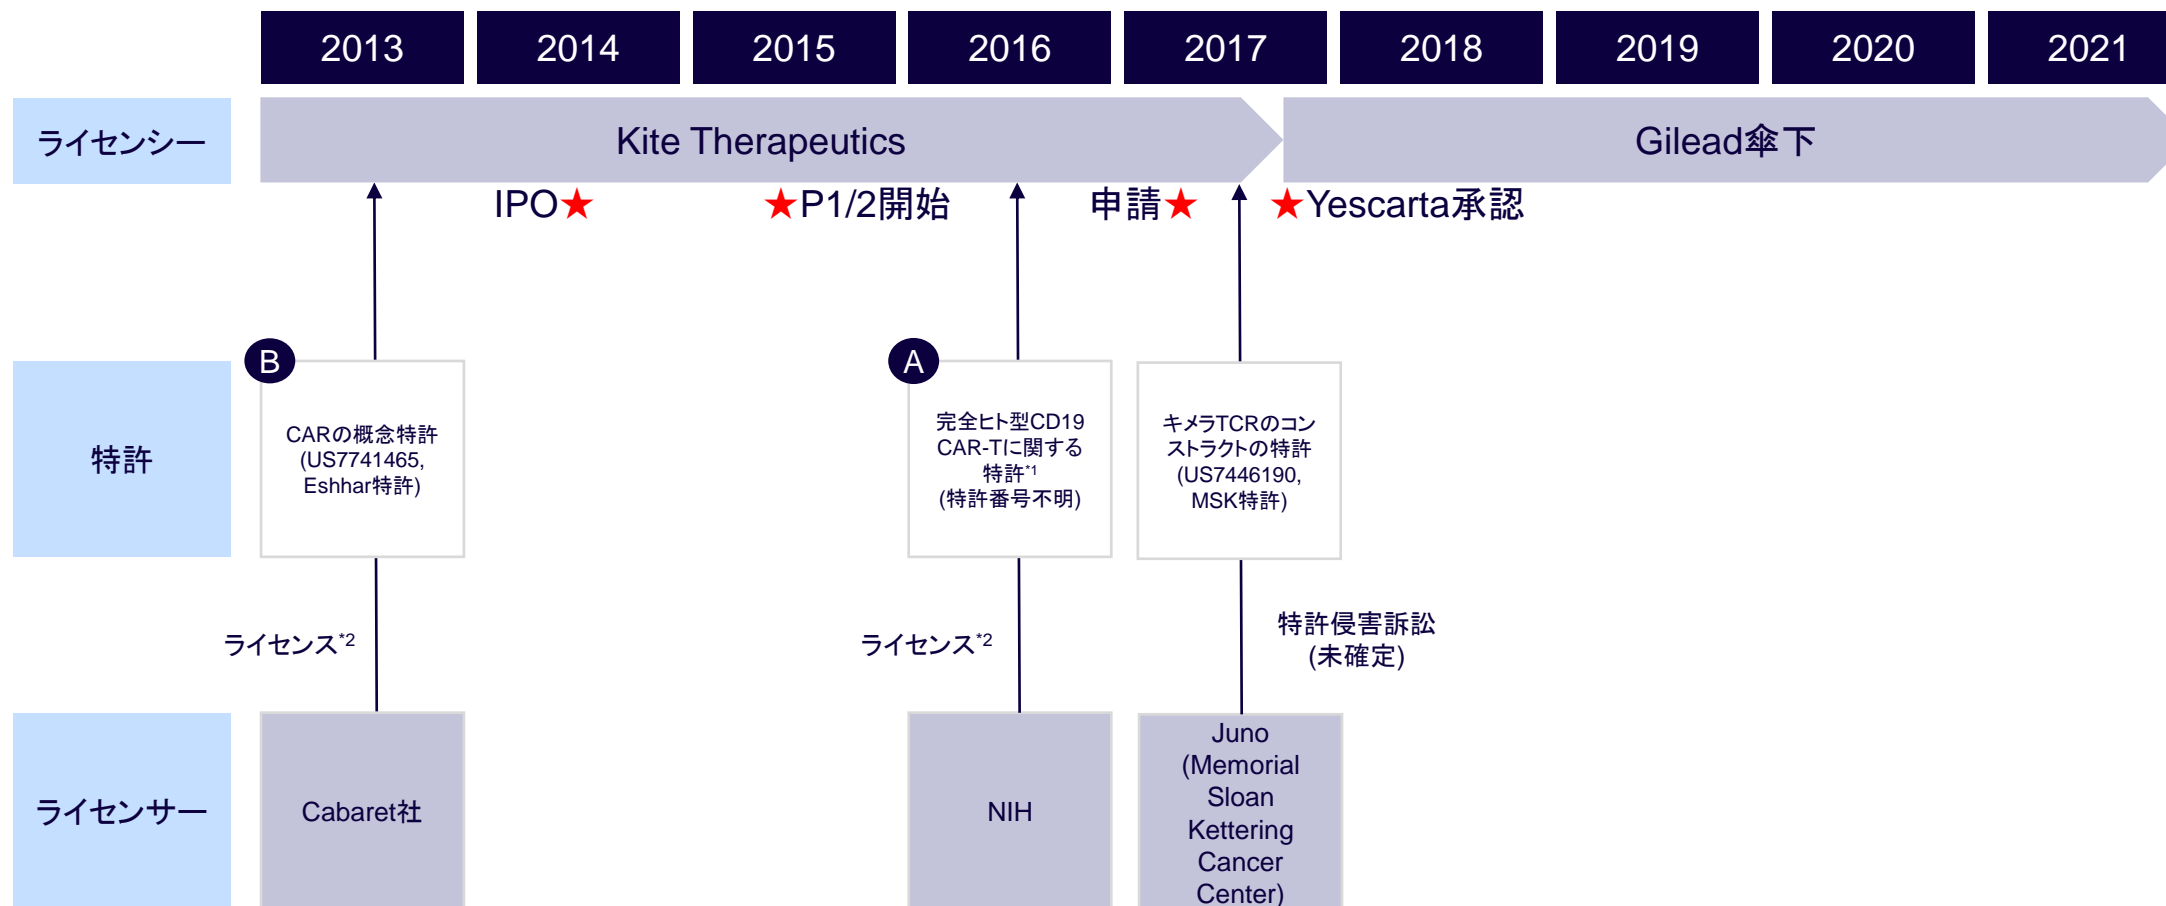 2013 2014 2015 2016 2017 2018 2019 2020 2021
ライセンシー
Kite Therapeutics
Gilead傘下
IPO★
★P1/2開始
申請★
★Yescarta承認
特許
B
CARの概念特許
(US7741465,
Eshhar特許)
A
完全ヒト型CD19
CAR-Tに関する
特許*1
(特許番号不明)
キメラTCRのコン
ストラクトの特許
(US7446190,
MSK特許)
ライセンス*2
ライセンス*2
特許侵害訴訟
(未確定)
ライセンサー
Cabaret社
NIH
Juno
(Memorial
Sloan
Kettering
Cancer
Center)